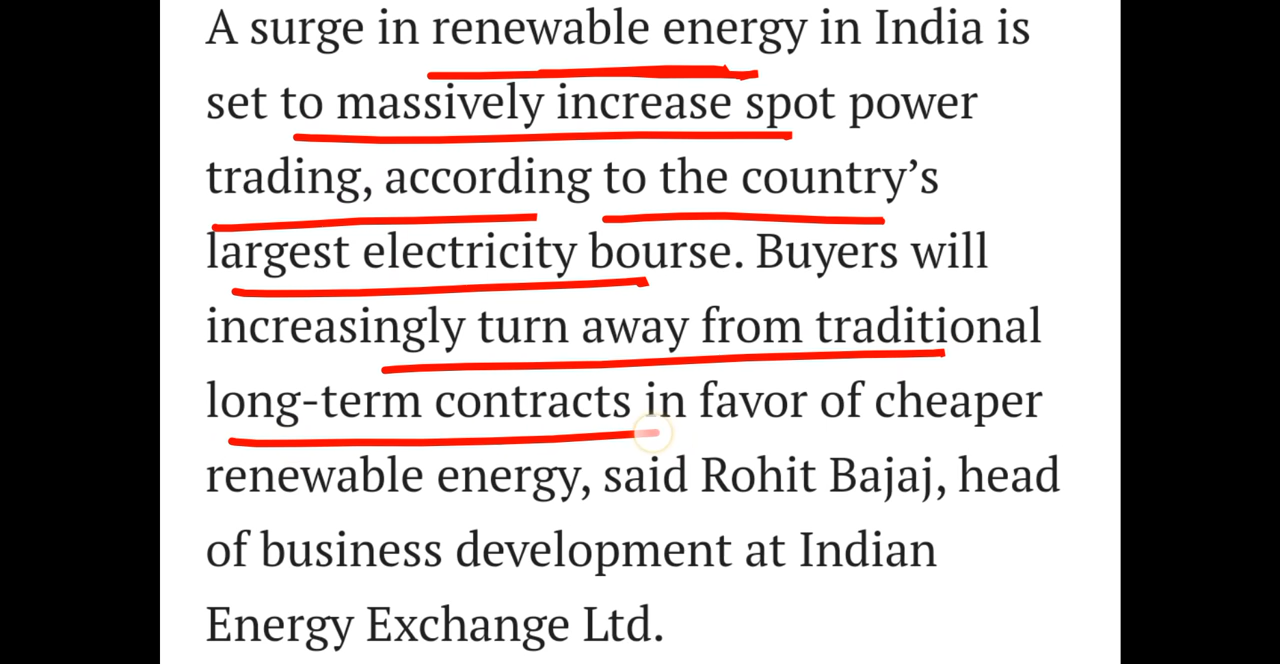 A surge in renewable energy in India is
set to massively increase spot power
trading, according to the country’s
largest electricity bourse. Buyers will
increasingly turn away from traditional
long-term contracts in favor of cheaper
renewable energy, said Rohit Bajaj, head
of business development at Indian
Energy Exchange Ltd.